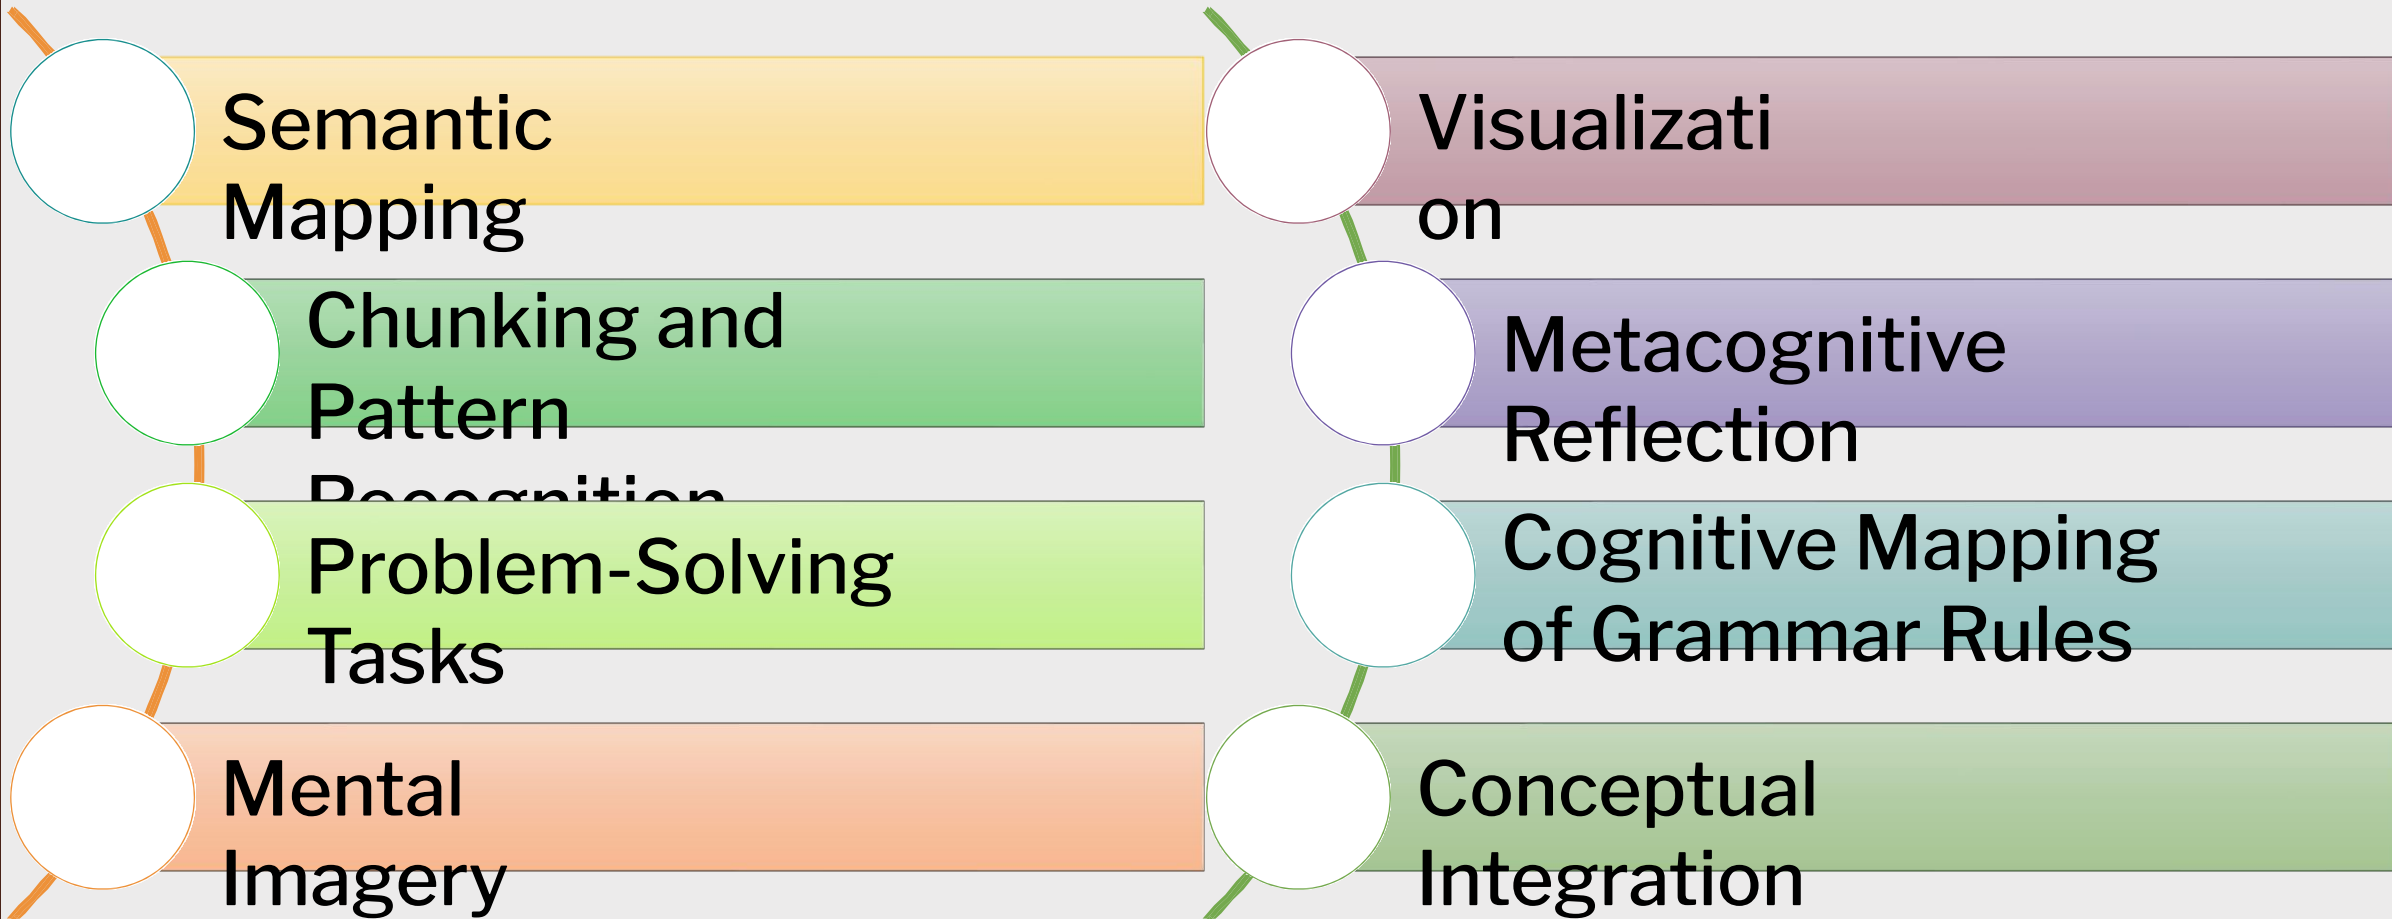 Semantic
Mapping
Chunking and
Pattern
Recognition
Problem-Solving
Tasks
Mental
Imagery
Visualizati
on
Metacognitive
Reflection
Cognitive Mapping
of Grammar Rules
Conceptual
Integration